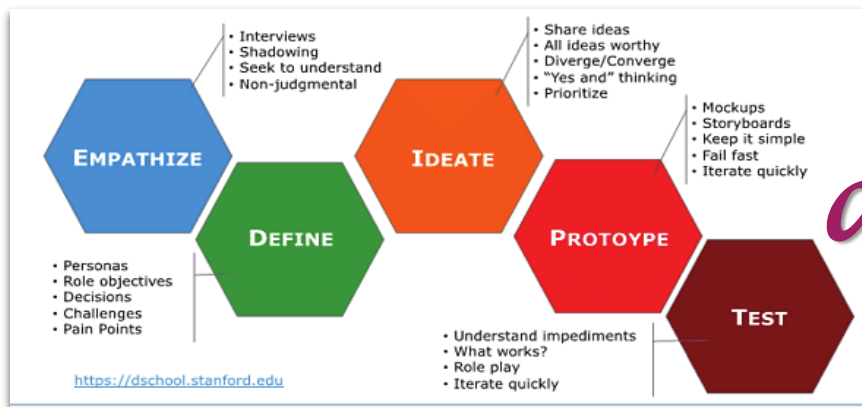 EMPATHIZE
• Interviews
• Shadowing
• Seek to understand
• Non-judgmental
DEFINE
• Personas
• Role objectives
• Decisions
• Challenges
• Pain Points
IDEATE
• Share ideas
• All ideas worthy
• Diverge/Converge
• “Yes and” thinking
• Prioritize
PROTOYPE
• Mockups
• Storyboards
• Keep it simple
• Fail fast
• Iterate quickly
TEST
• Understand impediments
• What works?
• Role play
• Iterate quickly
https://dschool.stanford.edu